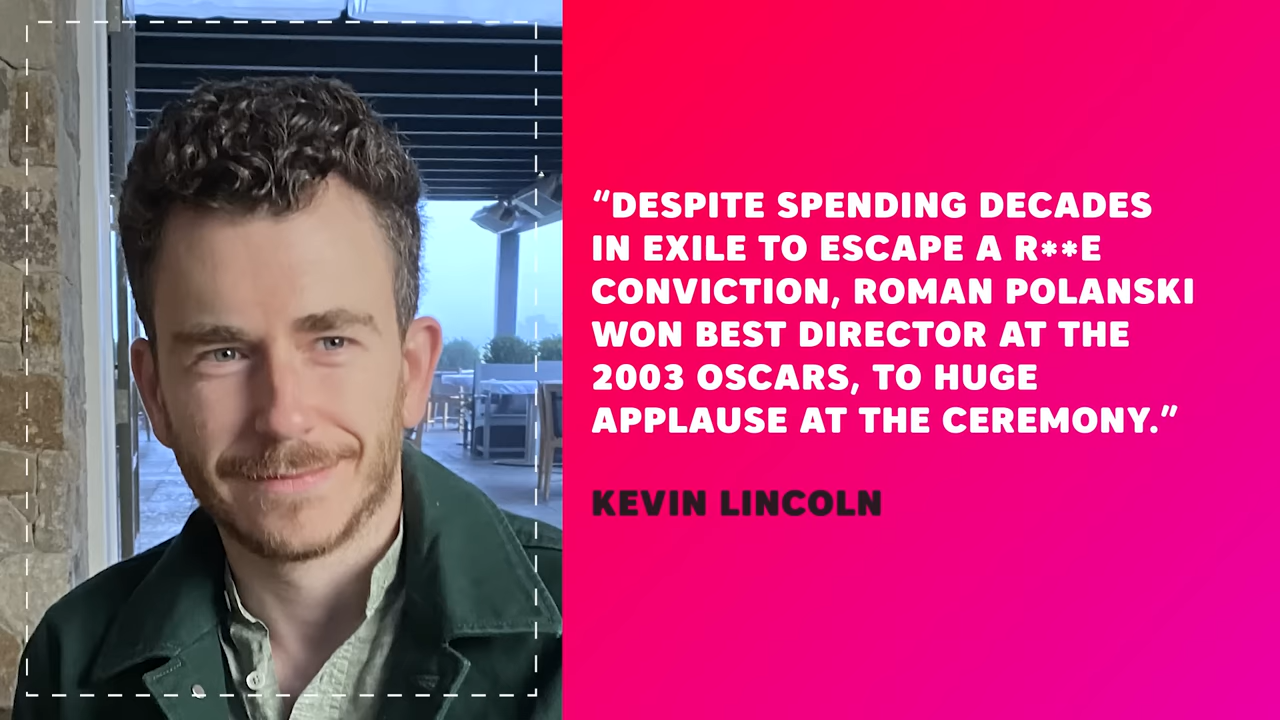 “DESPITE SPENDING DECADES
IN EXILE TO ESCAPE A R**E
CONVICTION, ROMAN POLANSKI
WON BEST DIRECTOR AT THE
2003 OSCARS, TO HUGE
APPLAUSE AT THE CEREMONY.”
KEVIN LINCOLN